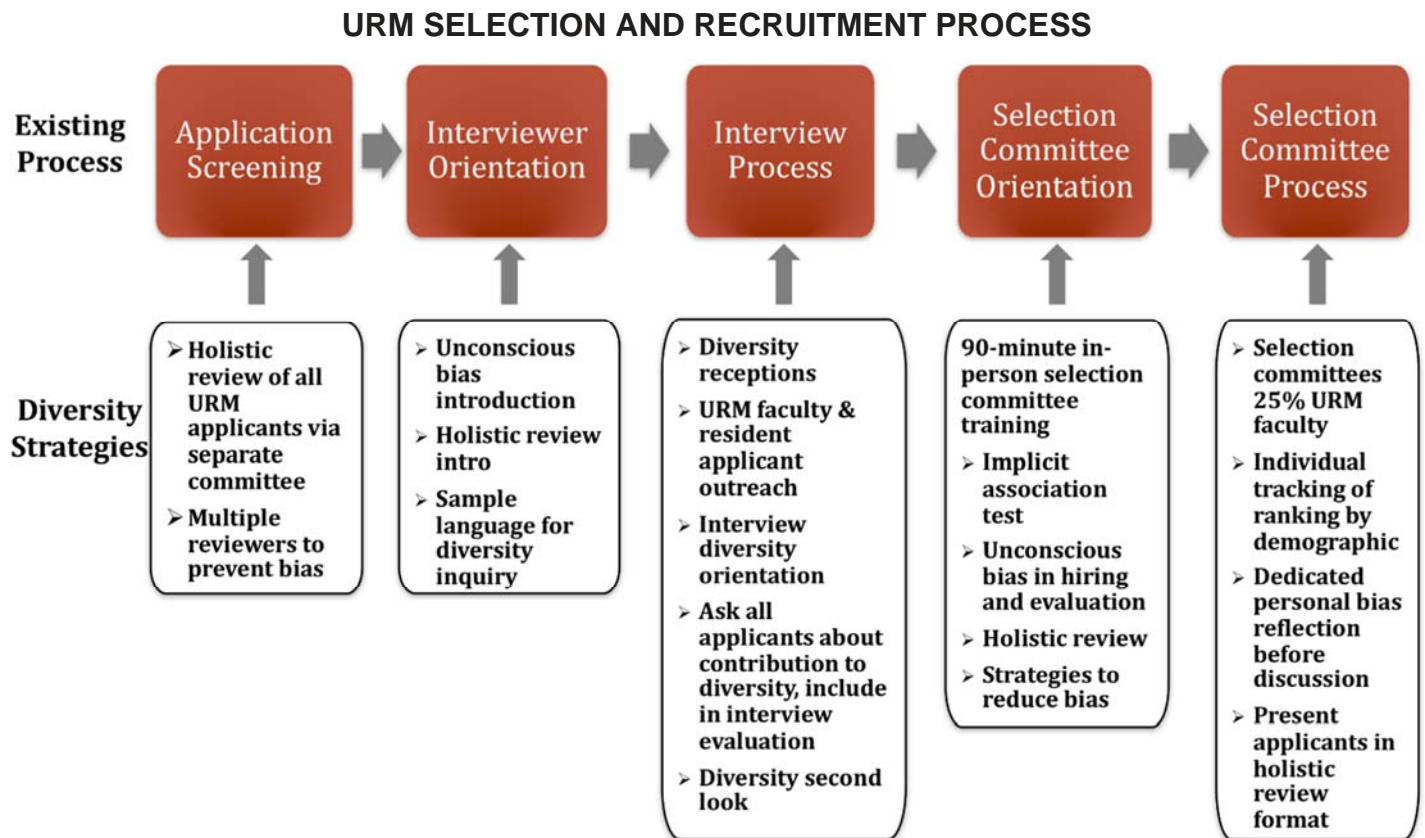 URM SELECTION AND RECRUITMENT PROCESS
Existing
Process
Application
Screening
Interviewer
Orientation
Interview
Process
Selection
Committee
Orientation
Selection
Committee
Process
Diversity
Strategies
➢ Holistic
review of all
URM
applicants via
separate
committee
➢ Multiple
reviewers to
prevent bias
➢ Unconscious
bias
introduction
➢ Holistic review
intro
➢ Sample
language for
diversity
inquiry
➢ Diversity
receptions
➢ URM faculty &
resident
applicant
outreach
➢ Interview
diversity
orientation
➢ Ask all
applicants about
contribution to
diversity, include
in interview
evaluation
➢ Diversity second
look
90-minute in-
person selection
committee
training
➢ Implicit
association
test
➢ Unconscious
bias in hiring
and evaluation
➢ Holistic review
➢ Strategies to
reduce bias
➢ Selection
committees
25% URM
faculty
➢ Individual
tracking of
ranking by
demographic
➢ Dedicated
personal bias
reflection
before
discussion
➢ Present
applicants in
holistic
review
format